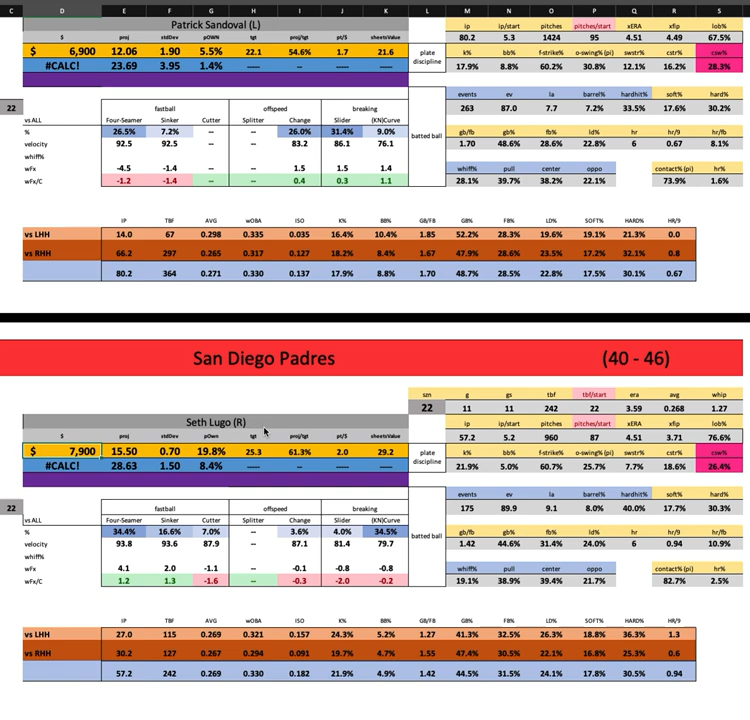 C D E F G H I J K L M N O P Q R S
Patrick Sandoval (L) ip ip/start pitches pitches/start xERA xfip lob%
$ proj stdDev pOWN tgt proj/tgt pt/$ sheetsValue 80.2 5.3 1424 95 4.51 4.49 67.5%
$ 6,900 12.06 1.90 5.5% 22.1 54.6% 1.7 21.6 plate discipline k% bb% f-strike% o-swing% (pi) swstr% cstr% csw%
#CALC! 23.69 3.95 1.4% ---- -- ---- 17.9% 8.8% 60.2% 30.8% 12.1% 16.2% 28.3%
events ev la barrel% hardhit% soft% hard%
22 fastball offspeed breaking 263 87.0 7.7 7.2% 33.5% 17.6% 30.2%
vs ALL Four-Seamer Sinker Cutter Splitter Change Slider (KN)Curve
% 26.5% 7.2% -- -- 26.0% 31.4% 9.0% batted ball gb/fb gb% fb% ld% hr hr/9 hr/fb
velocity 92.5 92.5 -- -- 83.2 86.1 76.1 1.70 48.6% 28.6% 22.8% 6 0.67 8.1%
whiff%
wFx -4.5 -1.4 -- -- 1.5 1.5 1.4 whiff% pull center oppo contact% (pi) hr%
wFx/C -1.2 -1.4 -- -- 0.4 0.3 1.1 28.1% 39.7% 38.2% 22.1% 73.9% 1.6%
IP TBF AVG wOBA ISO K% BB% GB/FB GB% FB% LD% SOFT% HARD% HR/9
vs LHH 14.0 67 0.298 0.335 0.035 16.4% 10.4% 1.85 52.2% 28.3% 19.6% 19.1% 21.3% 0.0
vs RHH 66.2 297 0.265 0.317 0.127 18.2% 8.4% 1.67 47.9% 28.6% 23.5% 17.2% 32.1% 0.8
80.2 364 0.271 0.330 0.137 17.9% 8.8% 1.70 48.7% 28.5% 22.8% 17.5% 30.1% 0.67
San Diego Padres (40 - 46)
szn g gs tbf tbf/start era avg whip
22 11 11 242 22 3.59 0.268 1.27
Seth Lugo (R) ip ip/start pitches pitches/start xERA xfip lob%
$ proj stdDev pOwn tgt proj/tgt pt/$ sheetsValue 57.2 5.2 960 87 4.51 3.71 76.6%
$ 7,900 15.50 0.70 19.8% 25.3 61.3% 2.0 29.2 plate discipline k% bb% f-strike% o-swing% (pi) swstr% cstr% csw%
#CALC! 28.63 1.50 8.4% ---- -- ---- 21.9% 5.0% 60.7% 25.7% 7.7% 18.6% 26.4%
events ev la barrel% hardhit% soft% hard%
22 fastball offspeed breaking 175 89.9 9.1 8.0% 40.0% 17.7% 30.3%
vs ALL Four-Seamer Sinker Cutter Splitter Change Slider (KN)Curve
% 34.4% 16.6% 7.0% -- 3.6% 4.0% 34.5% batted ball gb/fb gb% fb% ld% hr hr/9 hr/fb
velocity 93.8 93.6 87.9 -- 87.1 81.4 79.7 1.42 44.6% 31.4% 24.0% 6 0.94 10.9%
whiff%
wFx 4.1 2.0 -1.1 -- -0.1 -0.8 -0.8 whiff% pull center oppo contact% (pi) hr%
wFx/C 1.2 1.3 -1.6 -- -0.3 -2.0 -0.2 19.1% 38.9% 39.4% 21.7% 82.7% 2.5%
IP TBF AVG wOBA ISO K% BB% GB/FB GB% FB% LD% SOFT% HARD% HR/9
vs LHH 27.0 115 0.269 0.321 0.157 24.3% 5.2% 1.27 41.3% 32.5% 26.3% 18.8% 36.3% 1.3
vs RHH 30.2 127 0.267 0.294 0.091 19.7% 4.7% 1.55 47.4% 30.5% 22.1% 16.8% 25.3% 0.6
57.2 242 0.269 0.330 0.182 21.9% 4.9% 1.42 44.5% 31.5% 24.1% 17.8% 30.5% 0.94